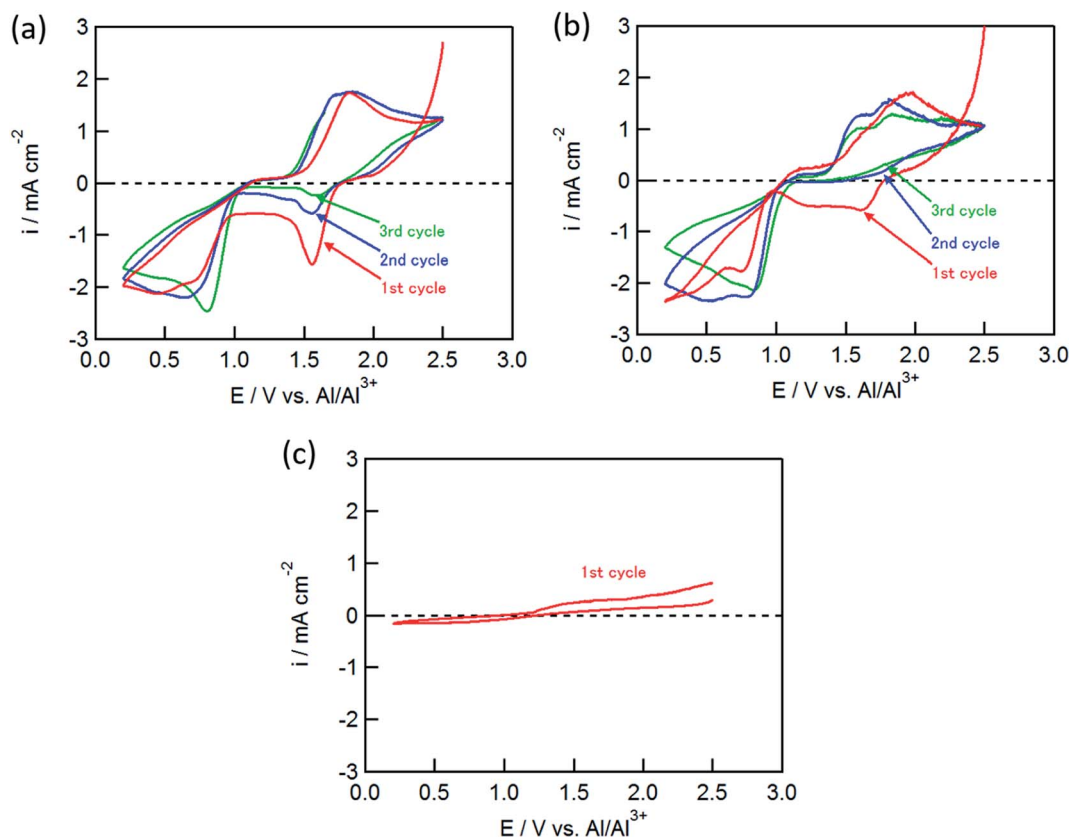 (a)
3
2
1
0
-1
-2
-3
i / mA cm-2
3rd cycle
2nd cycle
1st cycle
0.0 0.5 1.0 1.5 2.0 2.5 3.0
E / V vs. Al/Al3+
(b)
3
2
1
0
-1
-2
-3
i / mA cm-2
3rd cycle
2nd cycle
1st cycle
0.0 0.5 1.0 1.5 2.0 2.5 3.0
E / V vs. Al/Al3+
(c)
3
2
1
0
-1
-2
-3
i / mA cm-2
1st cycle
0.0 0.5 1.0 1.5 2.0 2.5 3.0
E / V vs. Al/Al3+